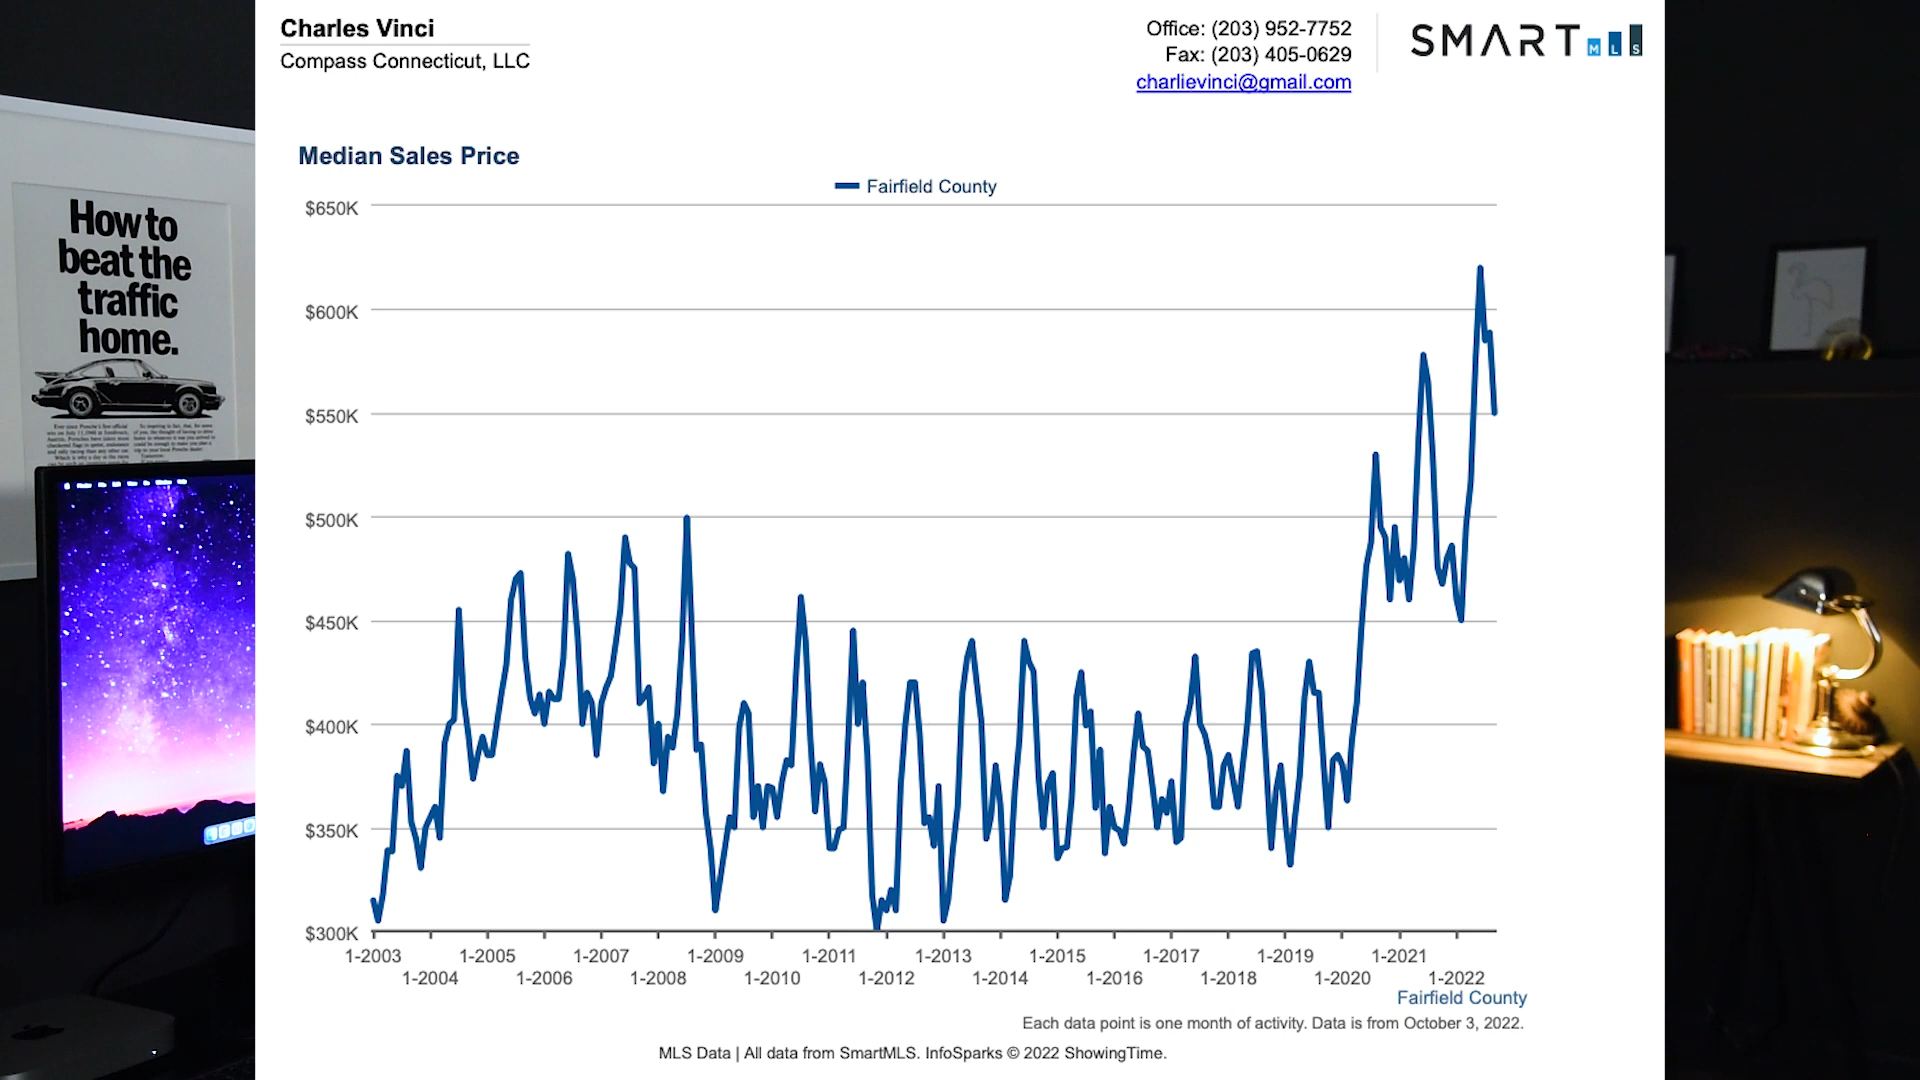 Charles Vinci
Compass Connecticut, LLC
Office: (203) 952-7752
Fax: (203) 405-0629
charlievinci@gmail.com
SMART MLS
Median Sales Price
Fairfield County
$650K
$600K
$550K
$500K
$450K
$400K
$350K
$300K
1-2003
1-2004
1-2005
1-2006
1-2007
1-2008
1-2009
1-2010
1-2011
1-2012
1-2013
1-2014
1-2015
1-2016
1-2017
1-2018
1-2019
1-2020
1-2021
1-2022
Fairfield County
Each data point is one month of activity. Data is from October 3, 2022.
MLS Data | All data from SmartMLS. InfoSparks © 2022 ShowingTime.
How to
beat the
traffic
home.